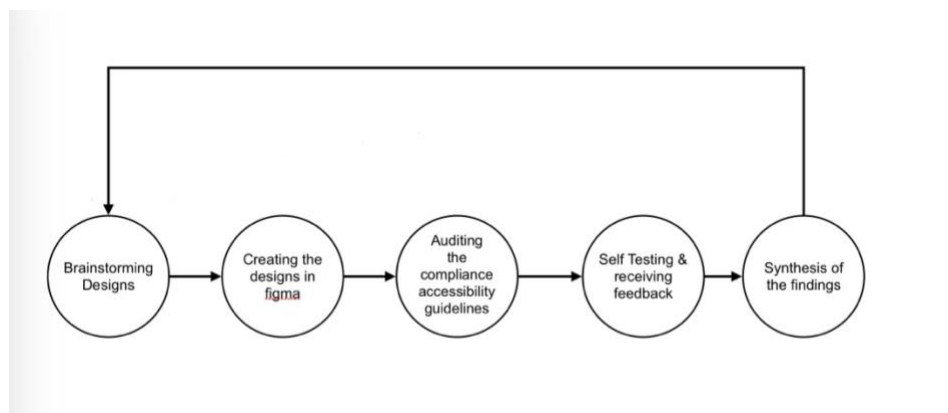 Brainstorming
Designs
Creating the
designs in
figma
Auditing
the
compliance
accessibility
guidelines
Self Testing &
receiving
feedback
Synthesis of
the findings